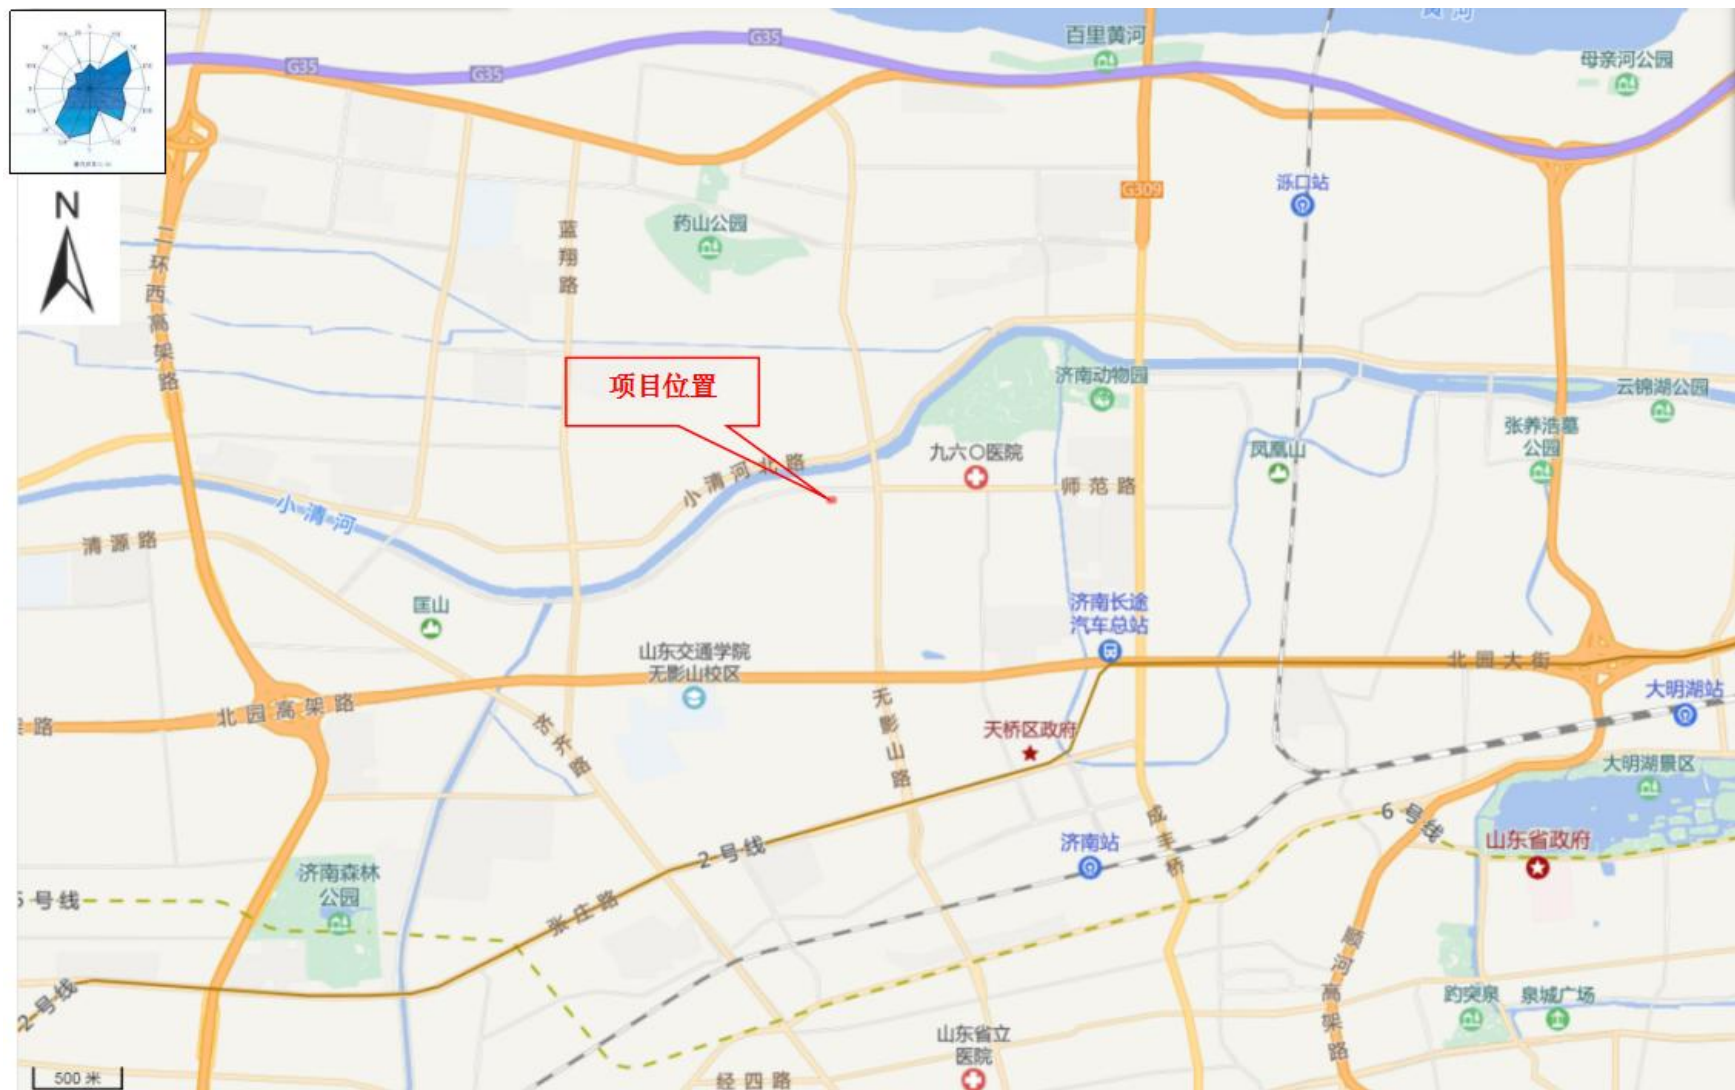 黄河
百里黄河
G35
G35
G35
母亲河公园
N
G309
泺口站
药山公园
蓝翔路
二环西高架路
项目位置
济南动物园
云锦湖公园
张养浩墓
公园
凤凰山
九六〇医院
师范路
小清河北路
小清河
清源路
匡山
济南长途
汽车总站
山东交通学院
无影山校区
北园大街
大明湖站
无影山路
北园高架路
架路
济齐路
天桥区政府
大明湖景区
6号线
成丰桥
山东省政府
济南站
2号线
济南森林
公园
5号线
张庄路
顺河高架路
2号线
趵突泉
泉城广场
山东省立
医院
经四路
500 米